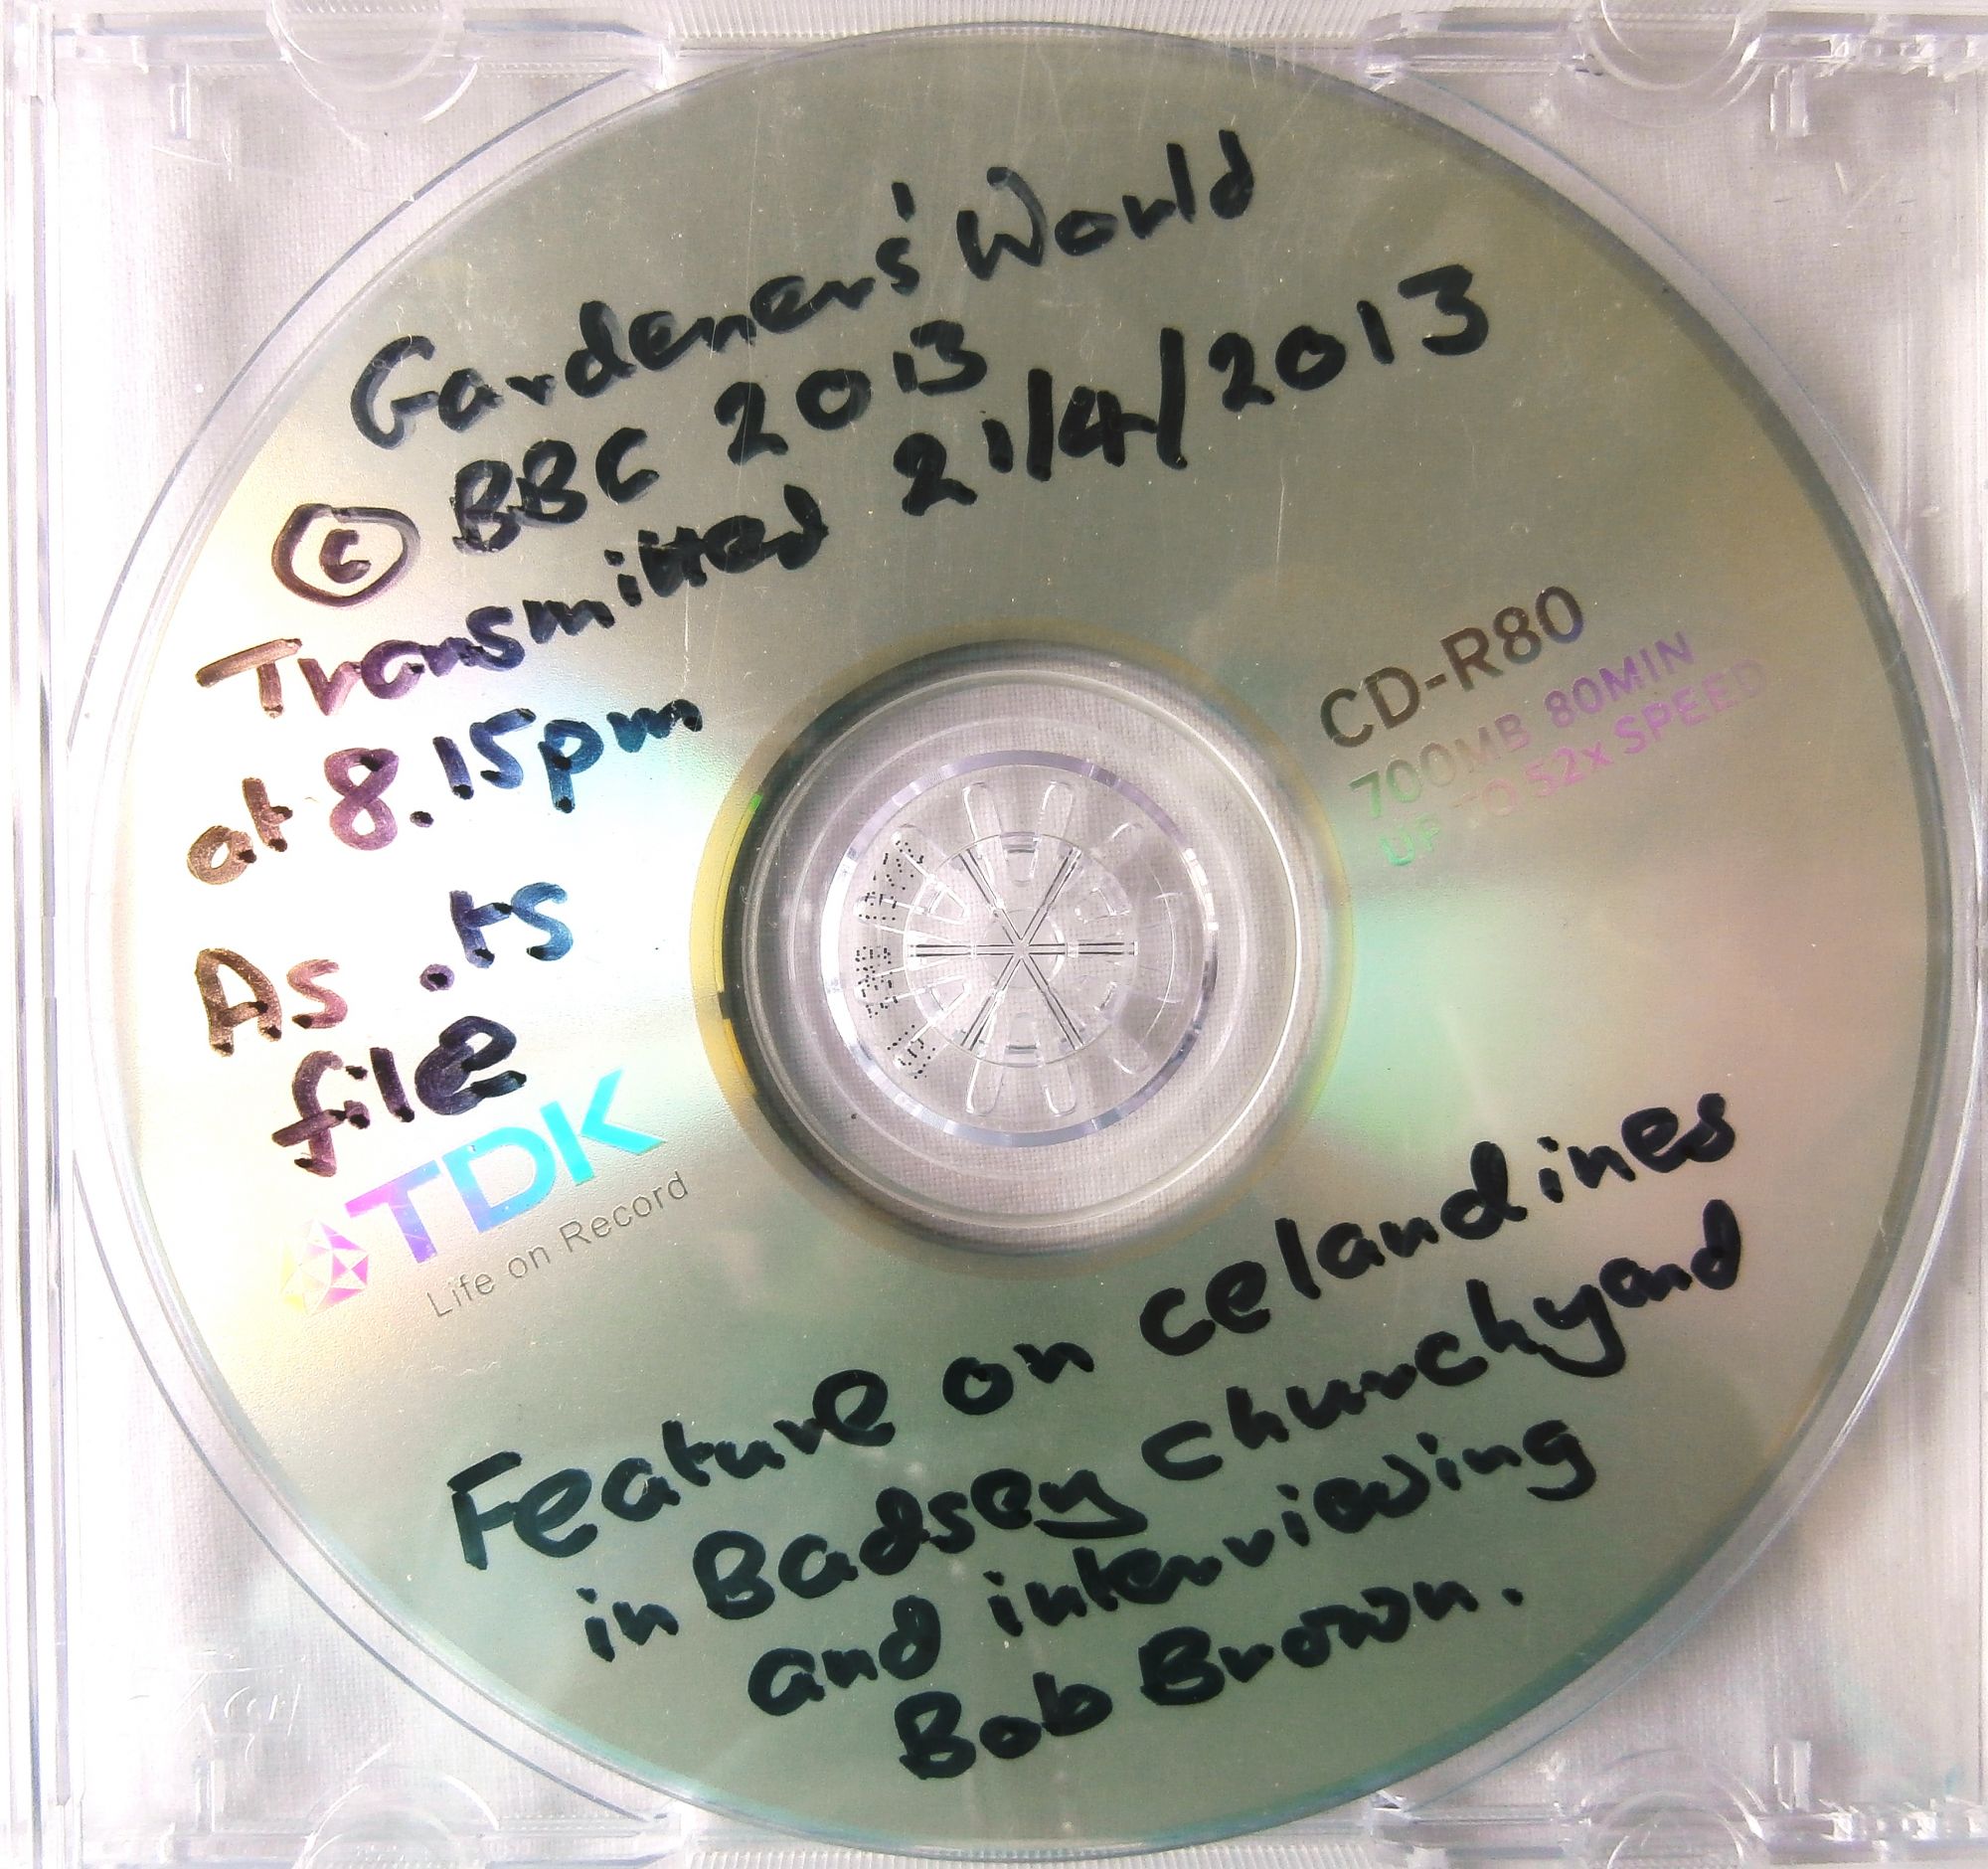 Gardeners' World
© BBC 2013
Transmitted 21/4/2013
at 8.15pm
As .ts
file
CD-R80
700MB 80MIN
UP TO 52x SPEED
TDK
Life on Record
Feature on celandines
in Badsey Churchyard
and interviewing
Bob Brown.